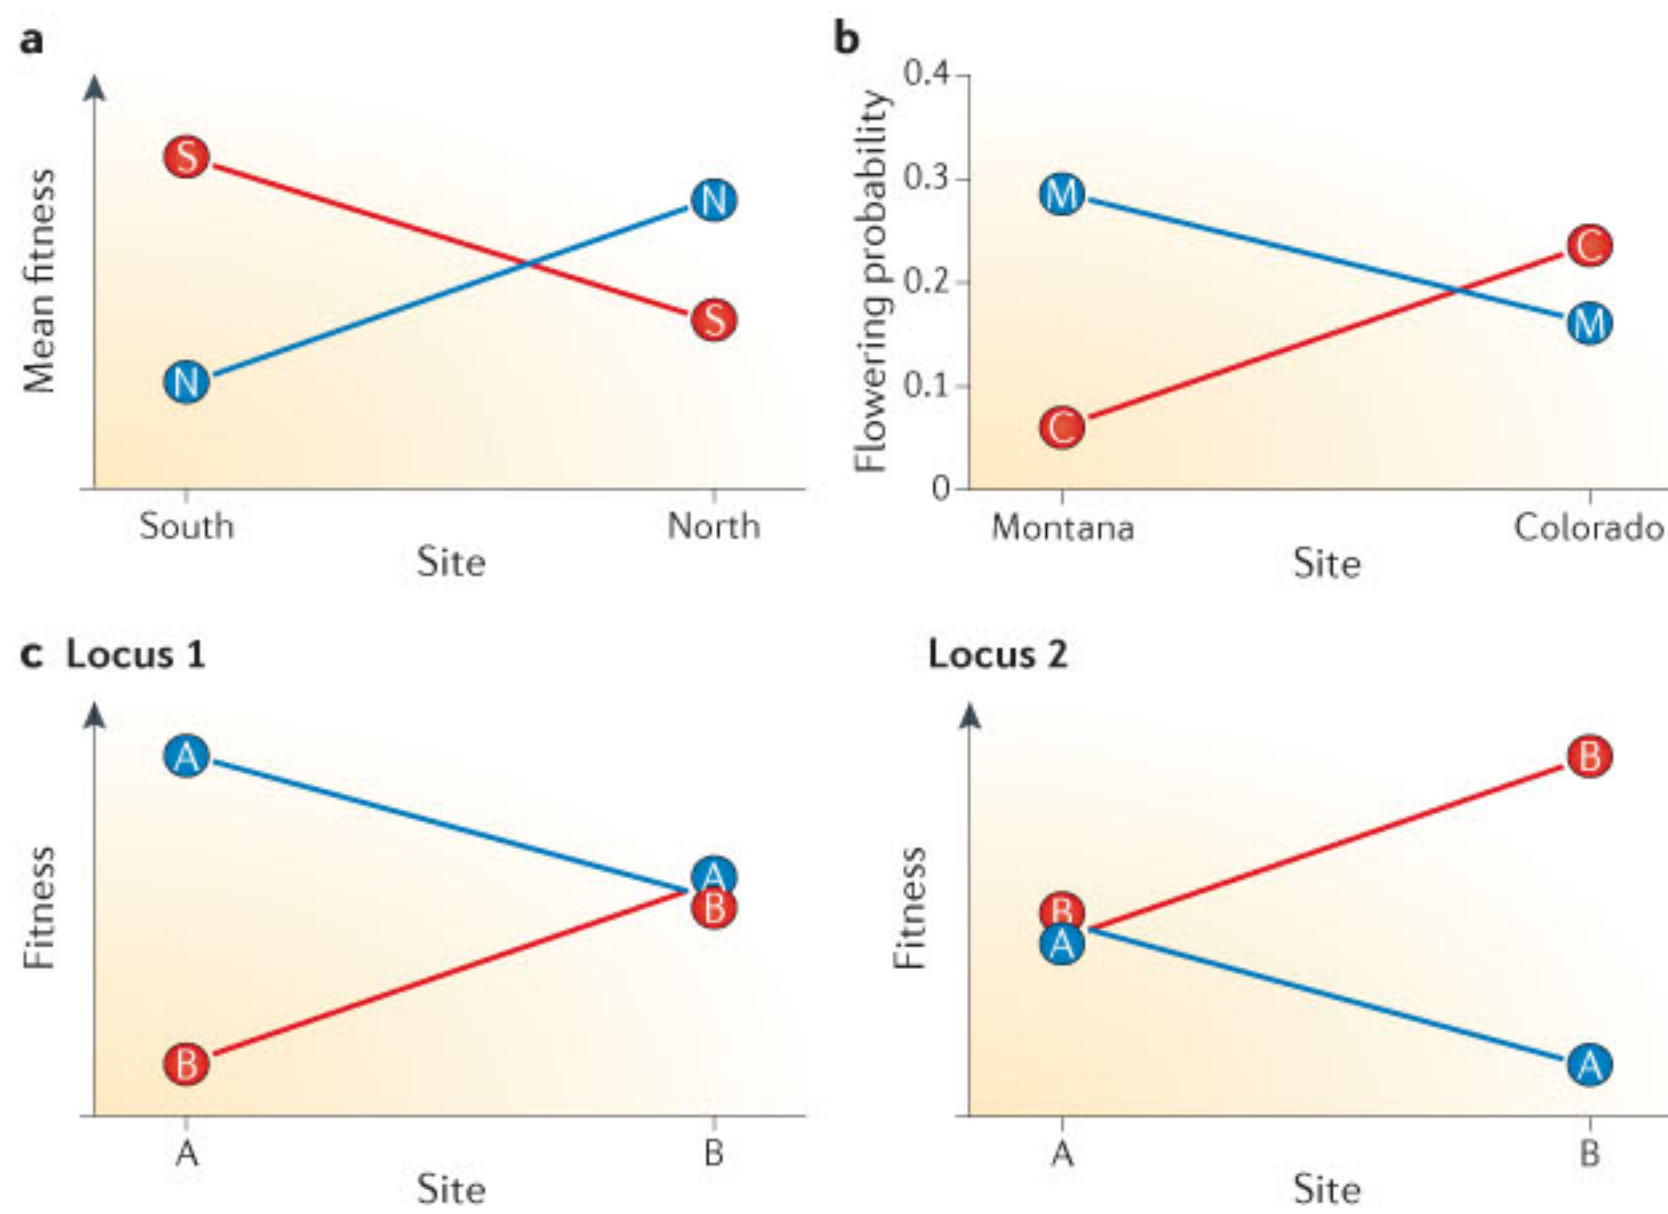 a
Mean fitness
S
N
N
S
South
North
Site
b
Flowering probability
0.4
0.3
0.2
0.1
0
M
C
C
M
Montana
Colorado
Site
c Locus 1
Fitness
A
B
A
B
A
B
Site
Locus 2
Fitness
B
A
B
A
A
B
Site